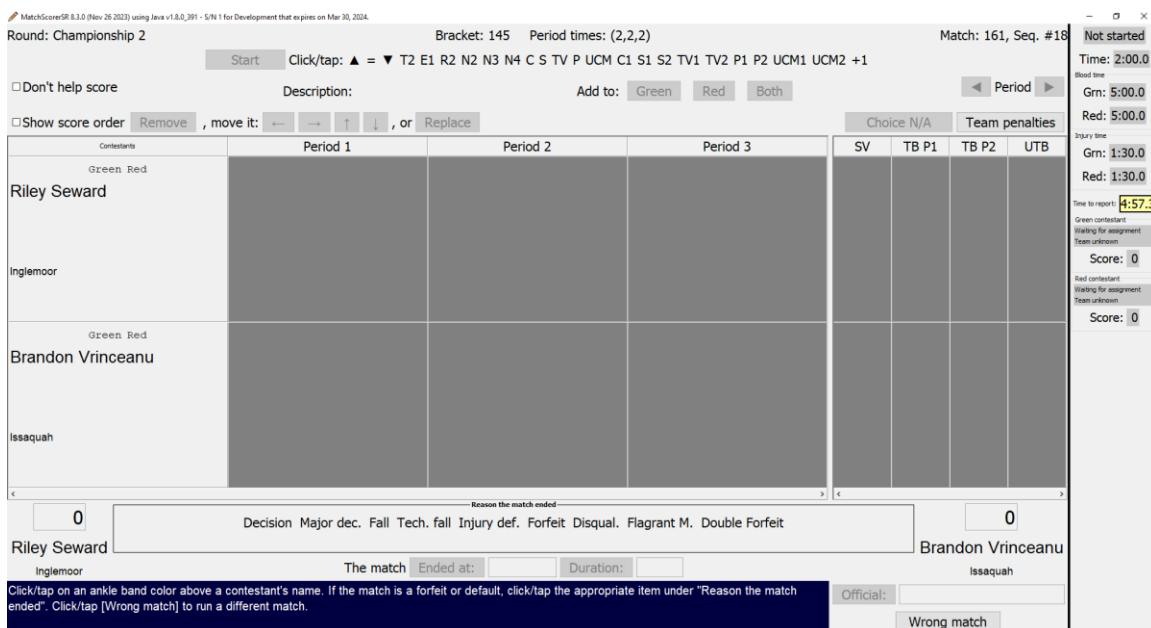 MatchScorerSR 8.3.0 (Nov 26 2023) using Java v1.8.0_391 - S/N 1 for Development that expires on Mar 30, 2024.
Round: Championship 2 Bracket: 145 Period times: (2,2,2) Match: 161, Seq. #18
Not started
Start Click/tap: ▲ = ▼ T2 E1 R2 N2 N3 N4 C S TV P UCM C1 S1 S2 TV1 TV2 P1 P2 UCM1 UCM2 +1
Time: 2:00.0
Don't help score Description: Add to: Green Red Both ◀ Period ▶
Blood time
Grn: 5:00.0
Red: 5:00.0
Show score order Remove , move it: ← → ↑ ↓ , or Replace Choice N/A Team penalties
Injury time
Grn: 1:30.0
Red: 1:30.0
Contestants Period 1 Period 2 Period 3 SV TB P1 TB P2 UTB
Green Red
Riley Seward
Inglemoor
Time to report: 4:57.3
Green contestant
Waiting for assignment
Team unknown
Score: 0
Red contestant
Waiting for assignment
Team unknown
Score: 0
Green Red
Brandon Vrinceanu
Issaquah
Reason the match ended
0 Decision Major dec. Fall Tech. fall Injury def. Forfeit Disqual. Flagrant M. Double Forfeit 0
Riley Seward Brandon Vrinceanu
Inglemoor The match Ended at: Duration: Issaquah
Click/tap on an ankle band color above a contestant's name. If the match is a forfeit or default, click/tap the appropriate item under "Reason the match
ended". Click/tap [Wrong match] to run a different match.
Official:
Wrong match